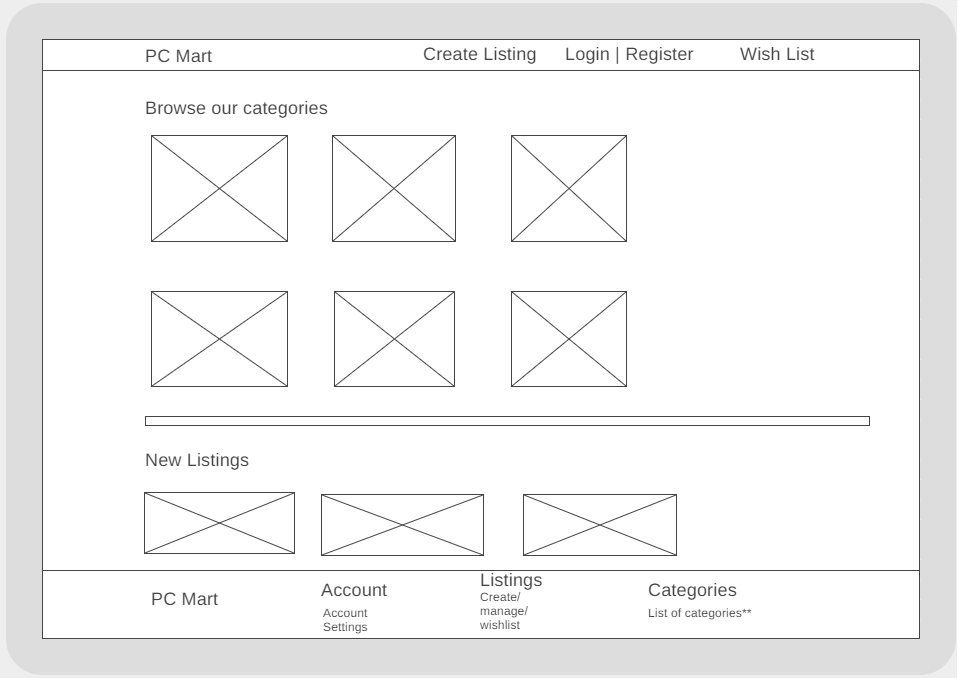 PC Mart
Create Listing
Login | Register
Wish List
Browse our categories
New Listings
PC Mart
Account
Account
Settings
Listings
Create/
manage/
wishlist
Categories
List of categories**